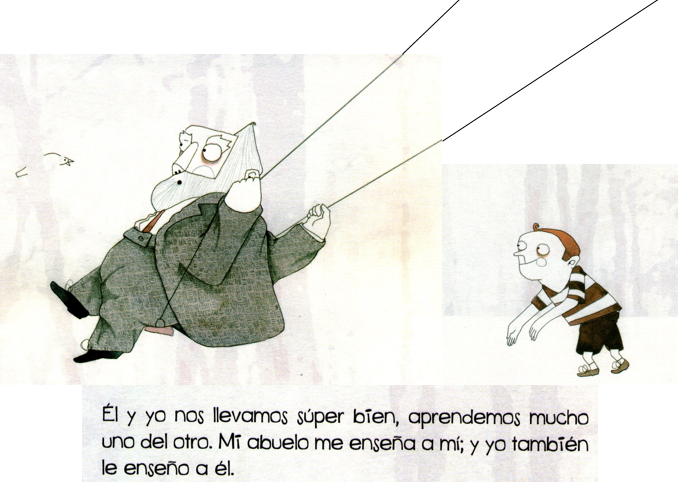 Él y yo nos llevamos súper bien, aprendemos mucho
uno del otro. Mi abuelo me enseña a mí; y yo también
le enseño a él.